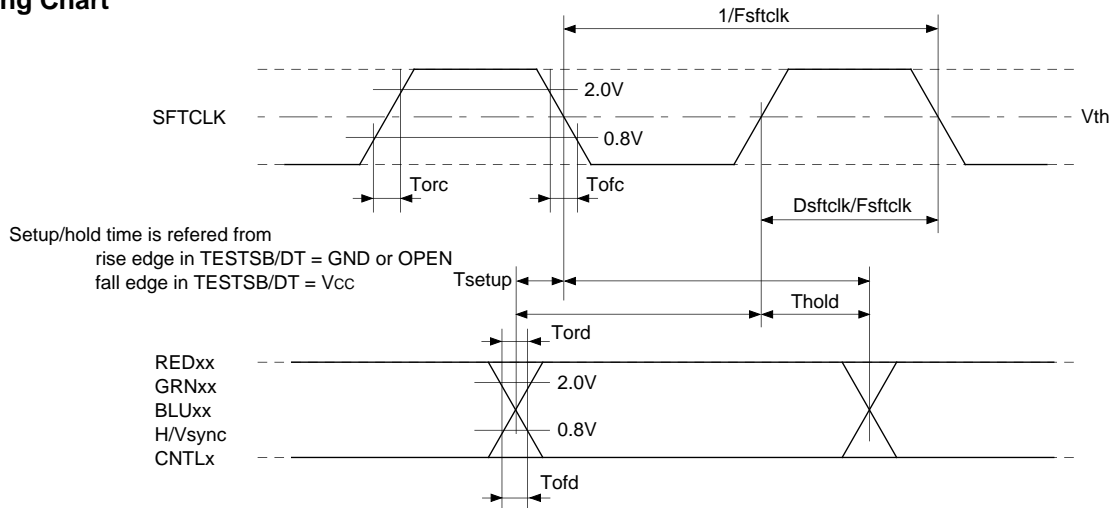 ng Chart
1/Fsftclk
2.0V
SFTCLK
Vth
0.8V
Torc
Tofc
Dsftclk/Fsftclk
Setup/hold time is refered from
rise edge in TESTSB/DT = GND or OPEN
fall edge in TESTSB/DT = VCC
Tsetup
Thold
Tord
REDxx
GRNxx
2.0V
BLUxx
H/Vsync
0.8V
CNTLx
Tofd